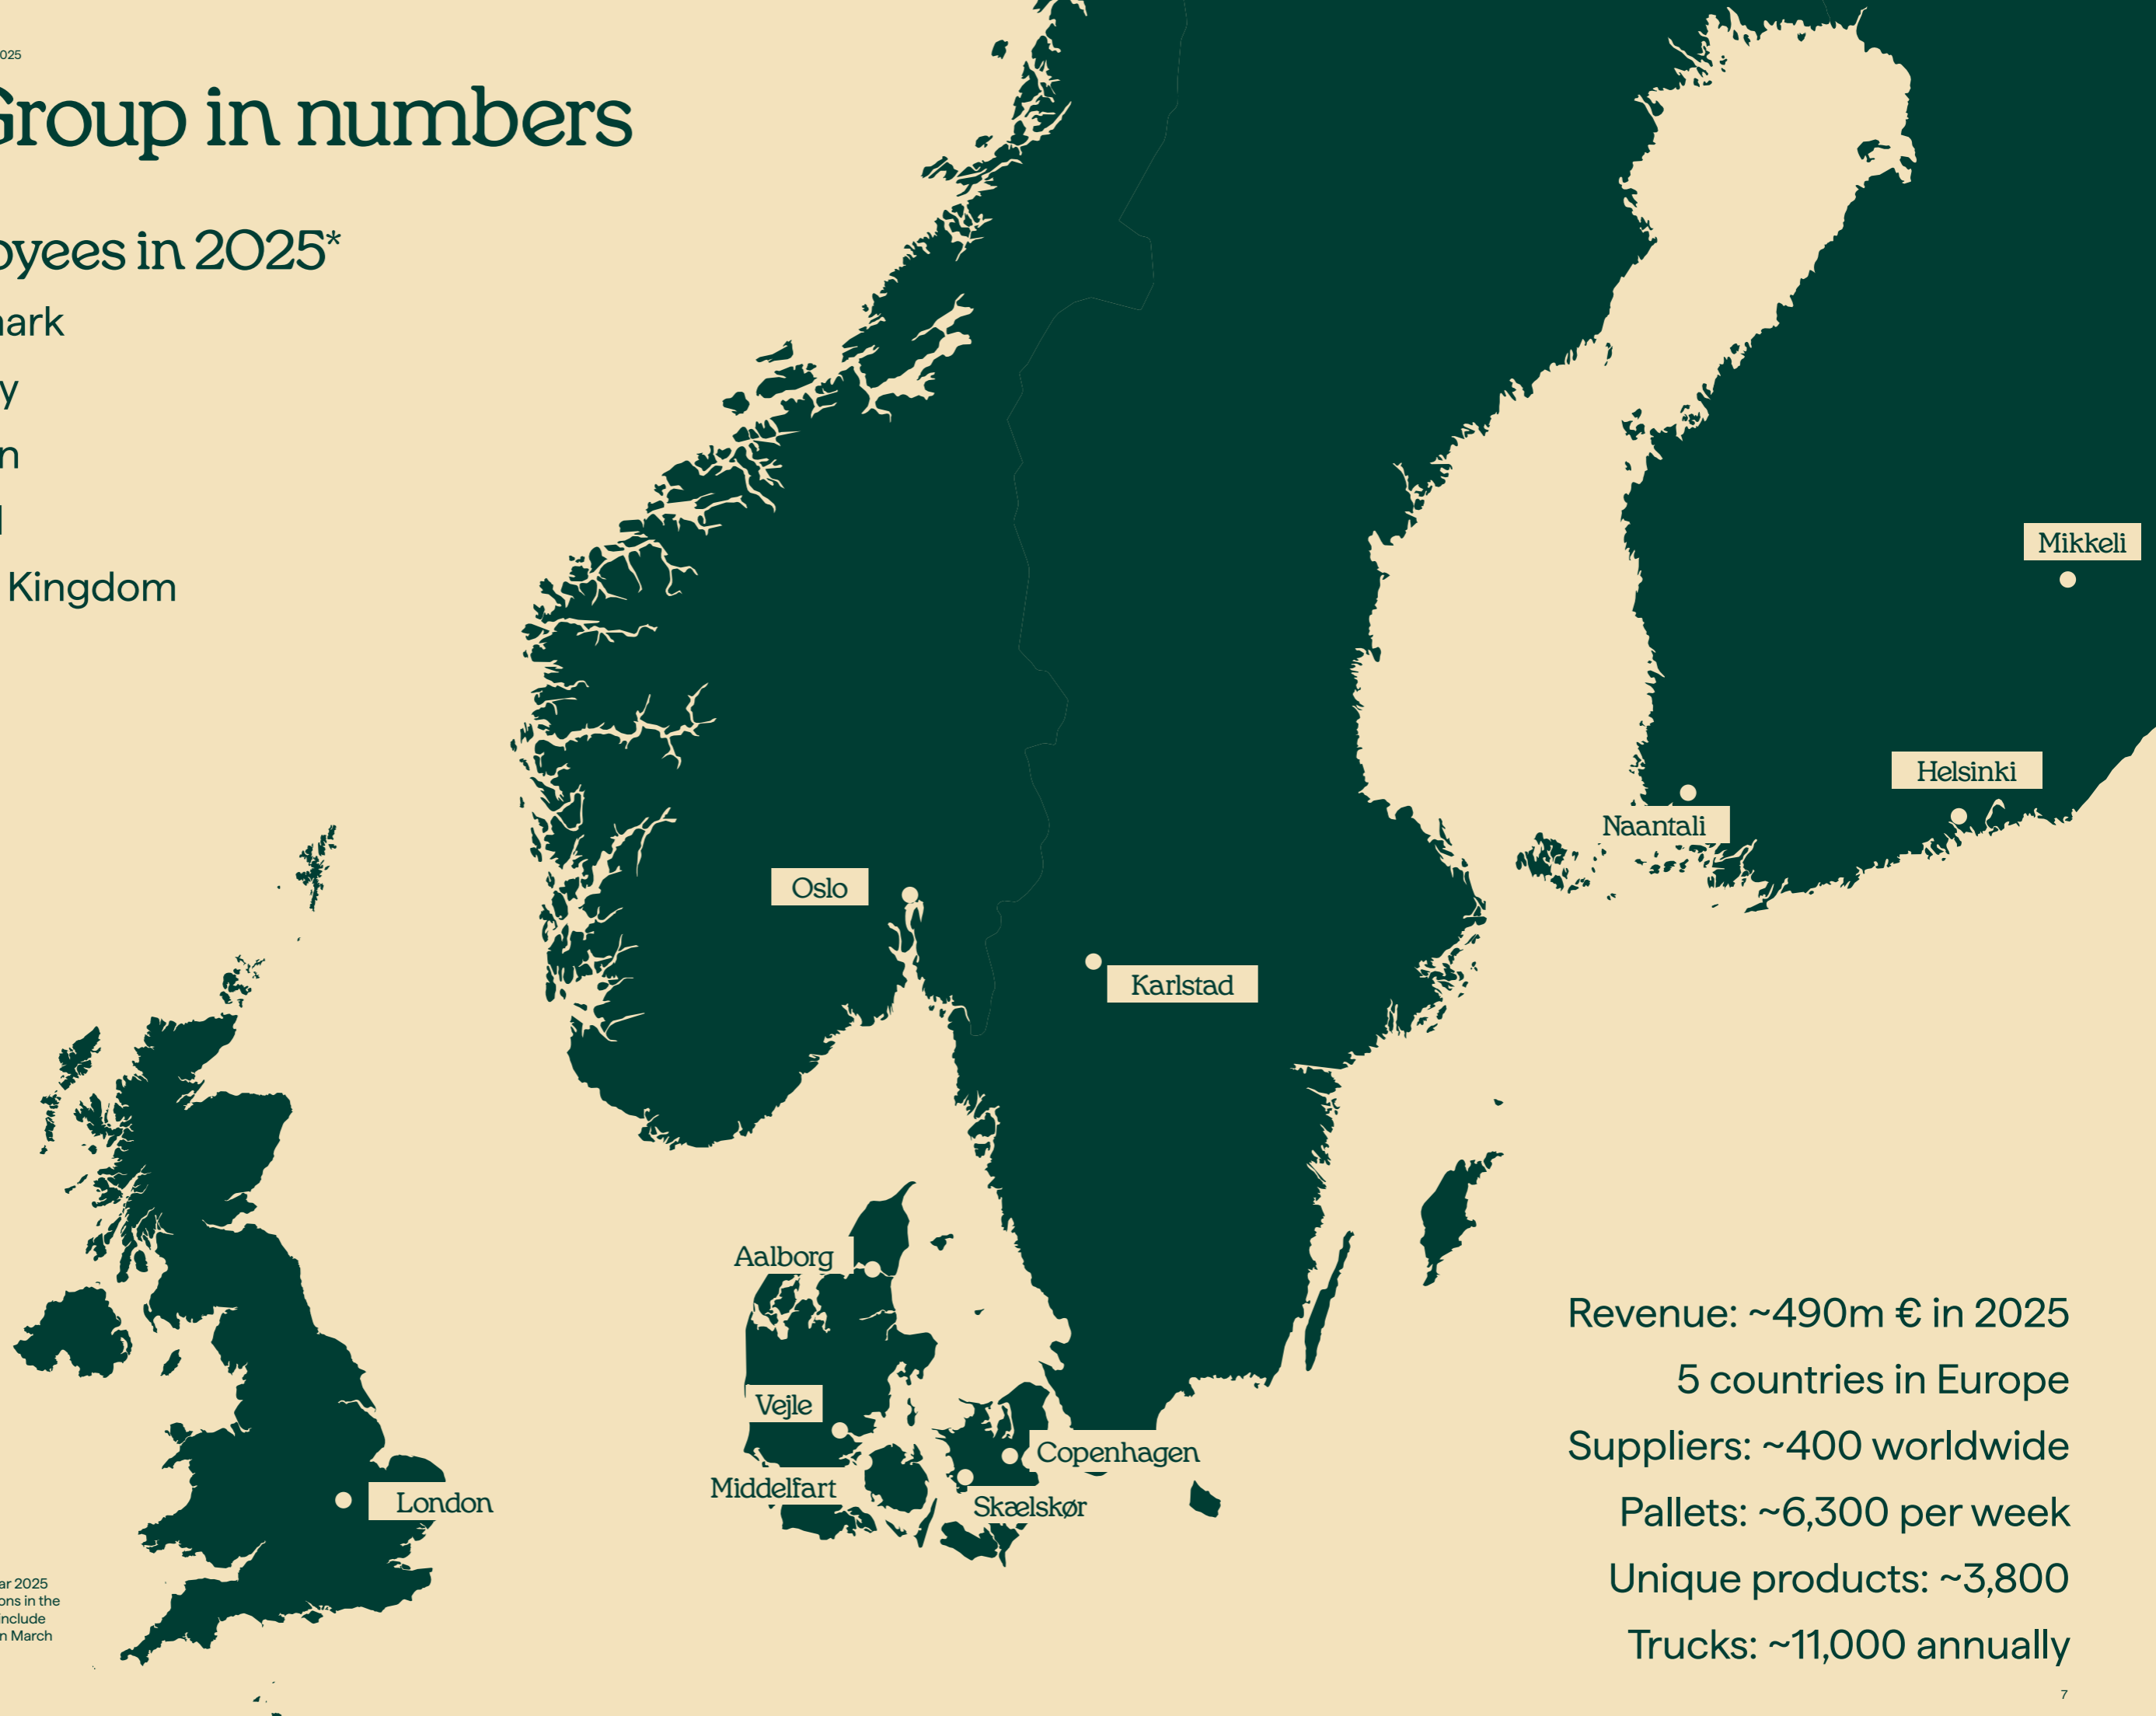 025
Group in numbers
oyees in 2025*
ark
y
n
Kingdom
Mikkeli
Helsinki
Naantali
Oslo
Karlstad
Aalborg
Vejle
Copenhagen
Middelfart
Skælskør
London
Revenue: ~490m € in 2025
5 countries in Europe
Suppliers: ~400 worldwide
Pallets: ~6,300 per week
Unique products: ~3,800
Trucks: ~11,000 annually
ar 2025
ons in the
include
n March
7